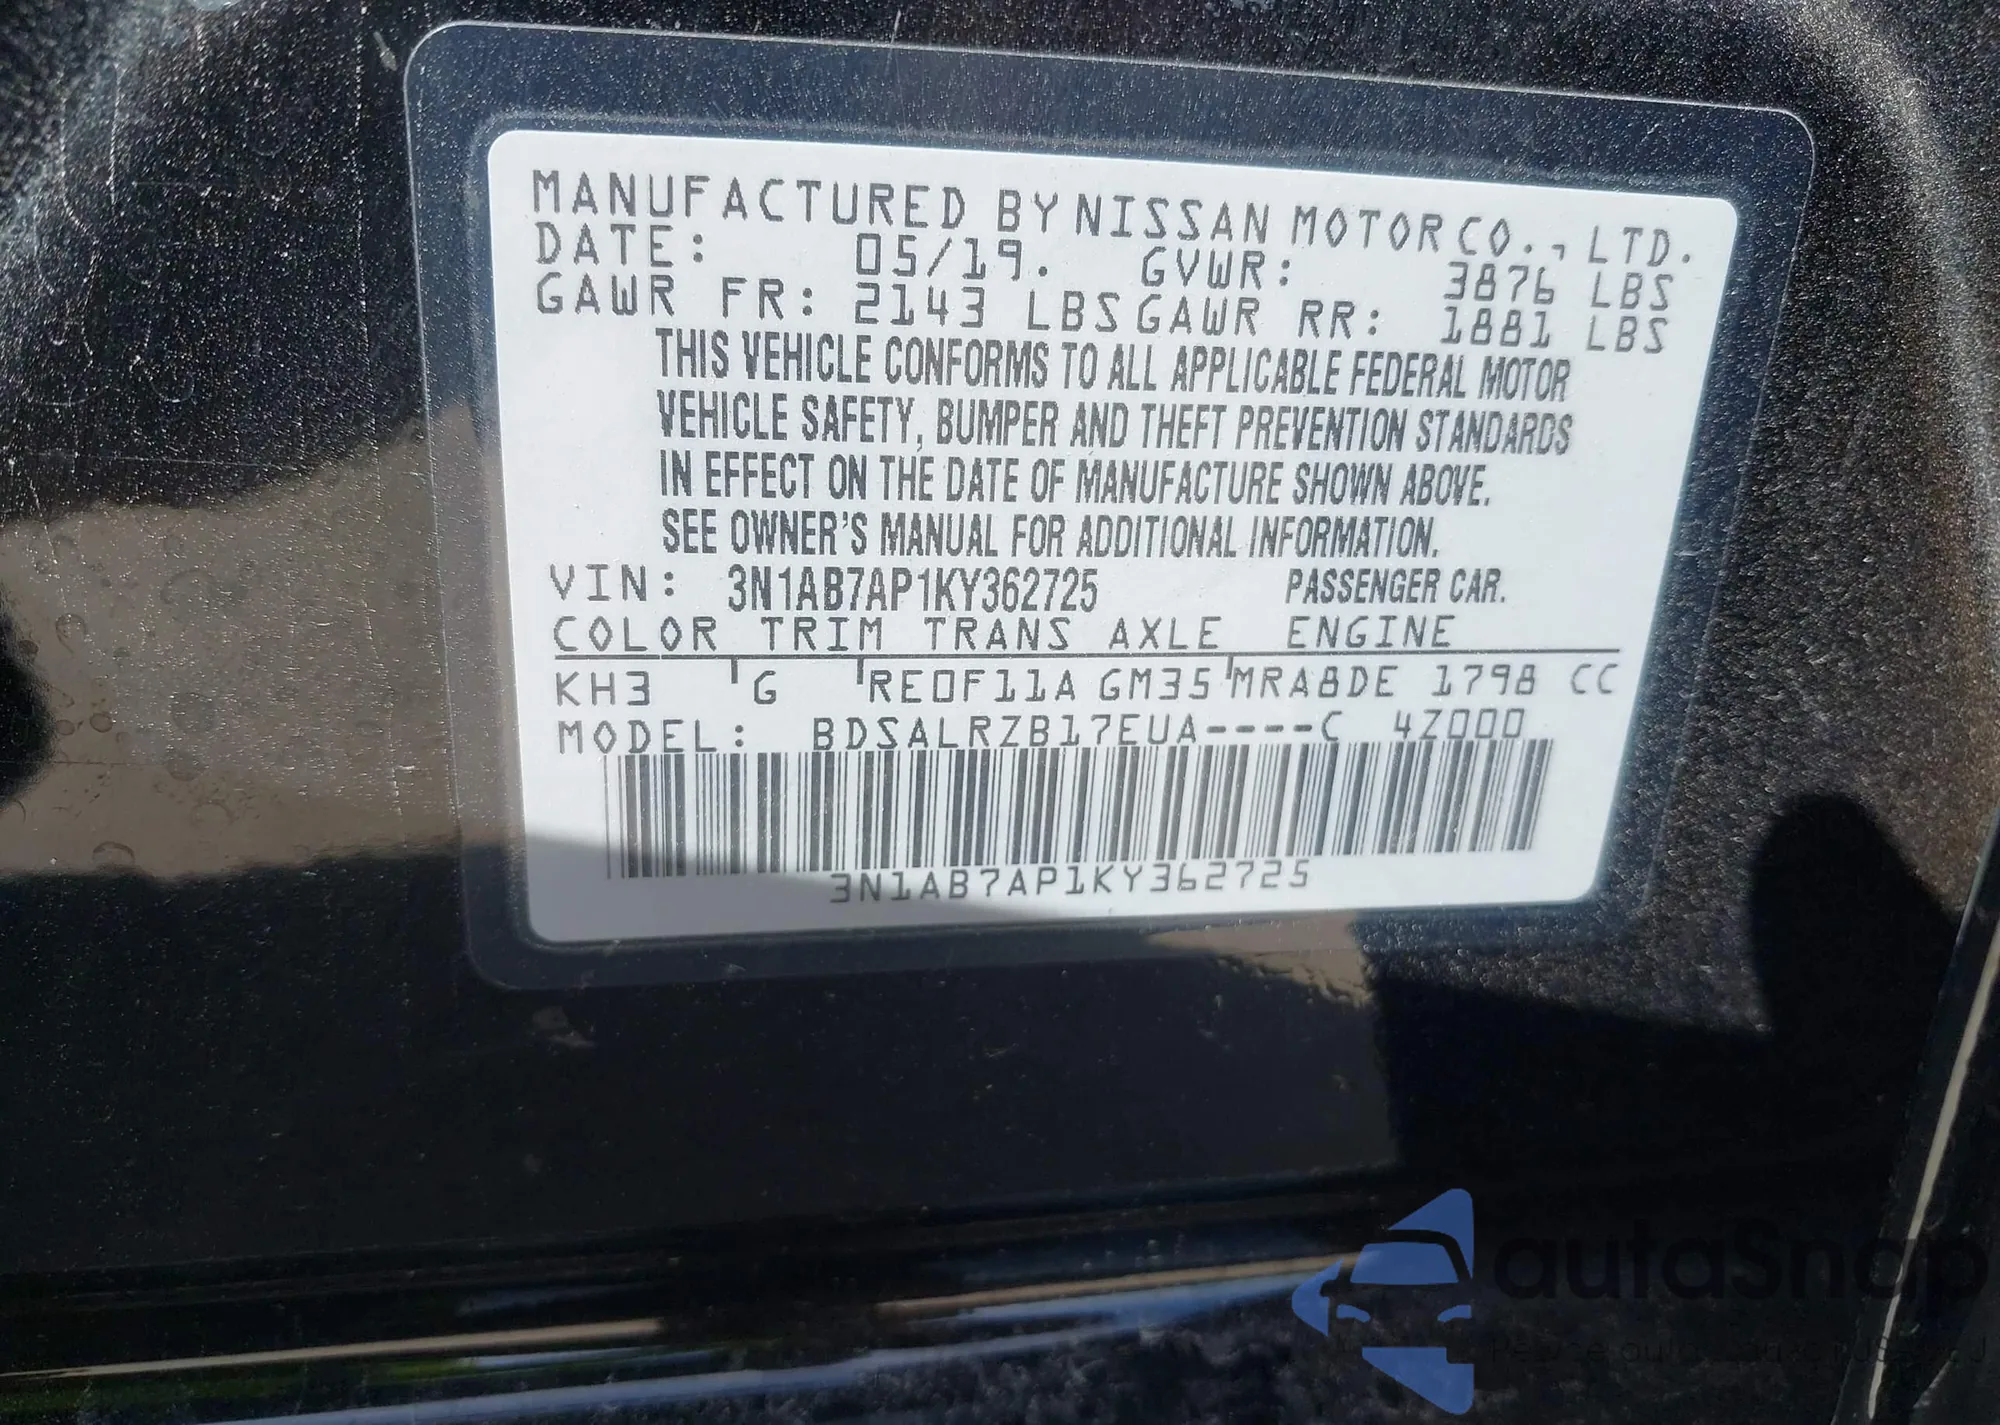 MANUFACTURED BY NISSAN MOTOR CO., LTD.
DATE: 05/19. GVWR: 3876 LBS
GAWR FR: 2143 LBS GAWR RR: 1881 LBS
THIS VEHICLE CONFORMS TO ALL APPLICABLE FEDERAL MOTOR
VEHICLE SAFETY, BUMPER AND THEFT PREVENTION STANDARDS
IN EFFECT ON THE DATE OF MANUFACTURE SHOWN ABOVE.
SEE OWNER'S MANUAL FOR ADDITIONAL INFORMATION.
VIN: 3N1AB7AP1KY362725 PASSENGER CAR.
COLOR TRIM TRANS AXLE ENGINE
KH3 G RE0F11A GM35 MRA8DE 1798 CC
MODEL: BDSALRZB17EUA----C 4Z000
3N1AB7AP1KY362725
autoSnap